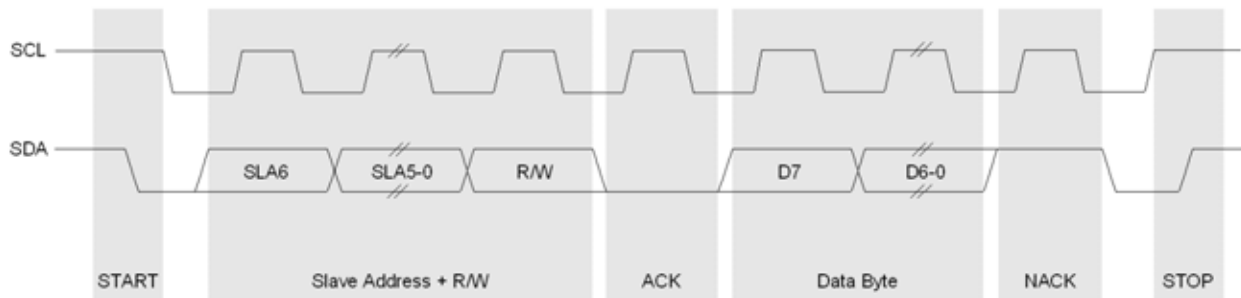 SCL
SDA
SLA6 SLA5-0 R/W D7 D6-0
START Slave Address + R/W ACK Data Byte NACK STOP